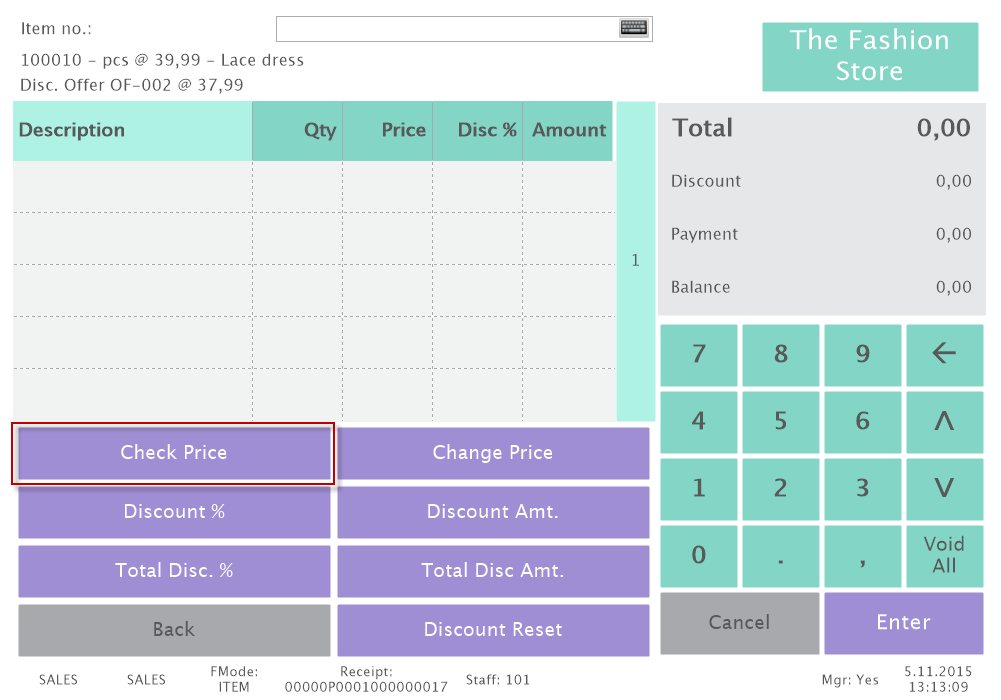 Item no.:
100010 - pcs @ 39,99 - Lace dress
Disc. Offer OF-002 @ 37,99
The Fashion
Store
Description Qty Price Disc % Amount
1
Total 0,00
Discount 0,00
Payment 0,00
Balance 0,00
7 8 9 ←
4 5 6 Λ
1 2 3 V
0 . , Void
All
Cancel Enter
Check Price Change Price
Discount % Discount Amt.
Total Disc. % Total Disc Amt.
Back Discount Reset
SALES SALES FMode:
ITEM
Receipt:
00000P0001000000017
Staff: 101
Mgr: Yes
5.11.2015
13:13:09